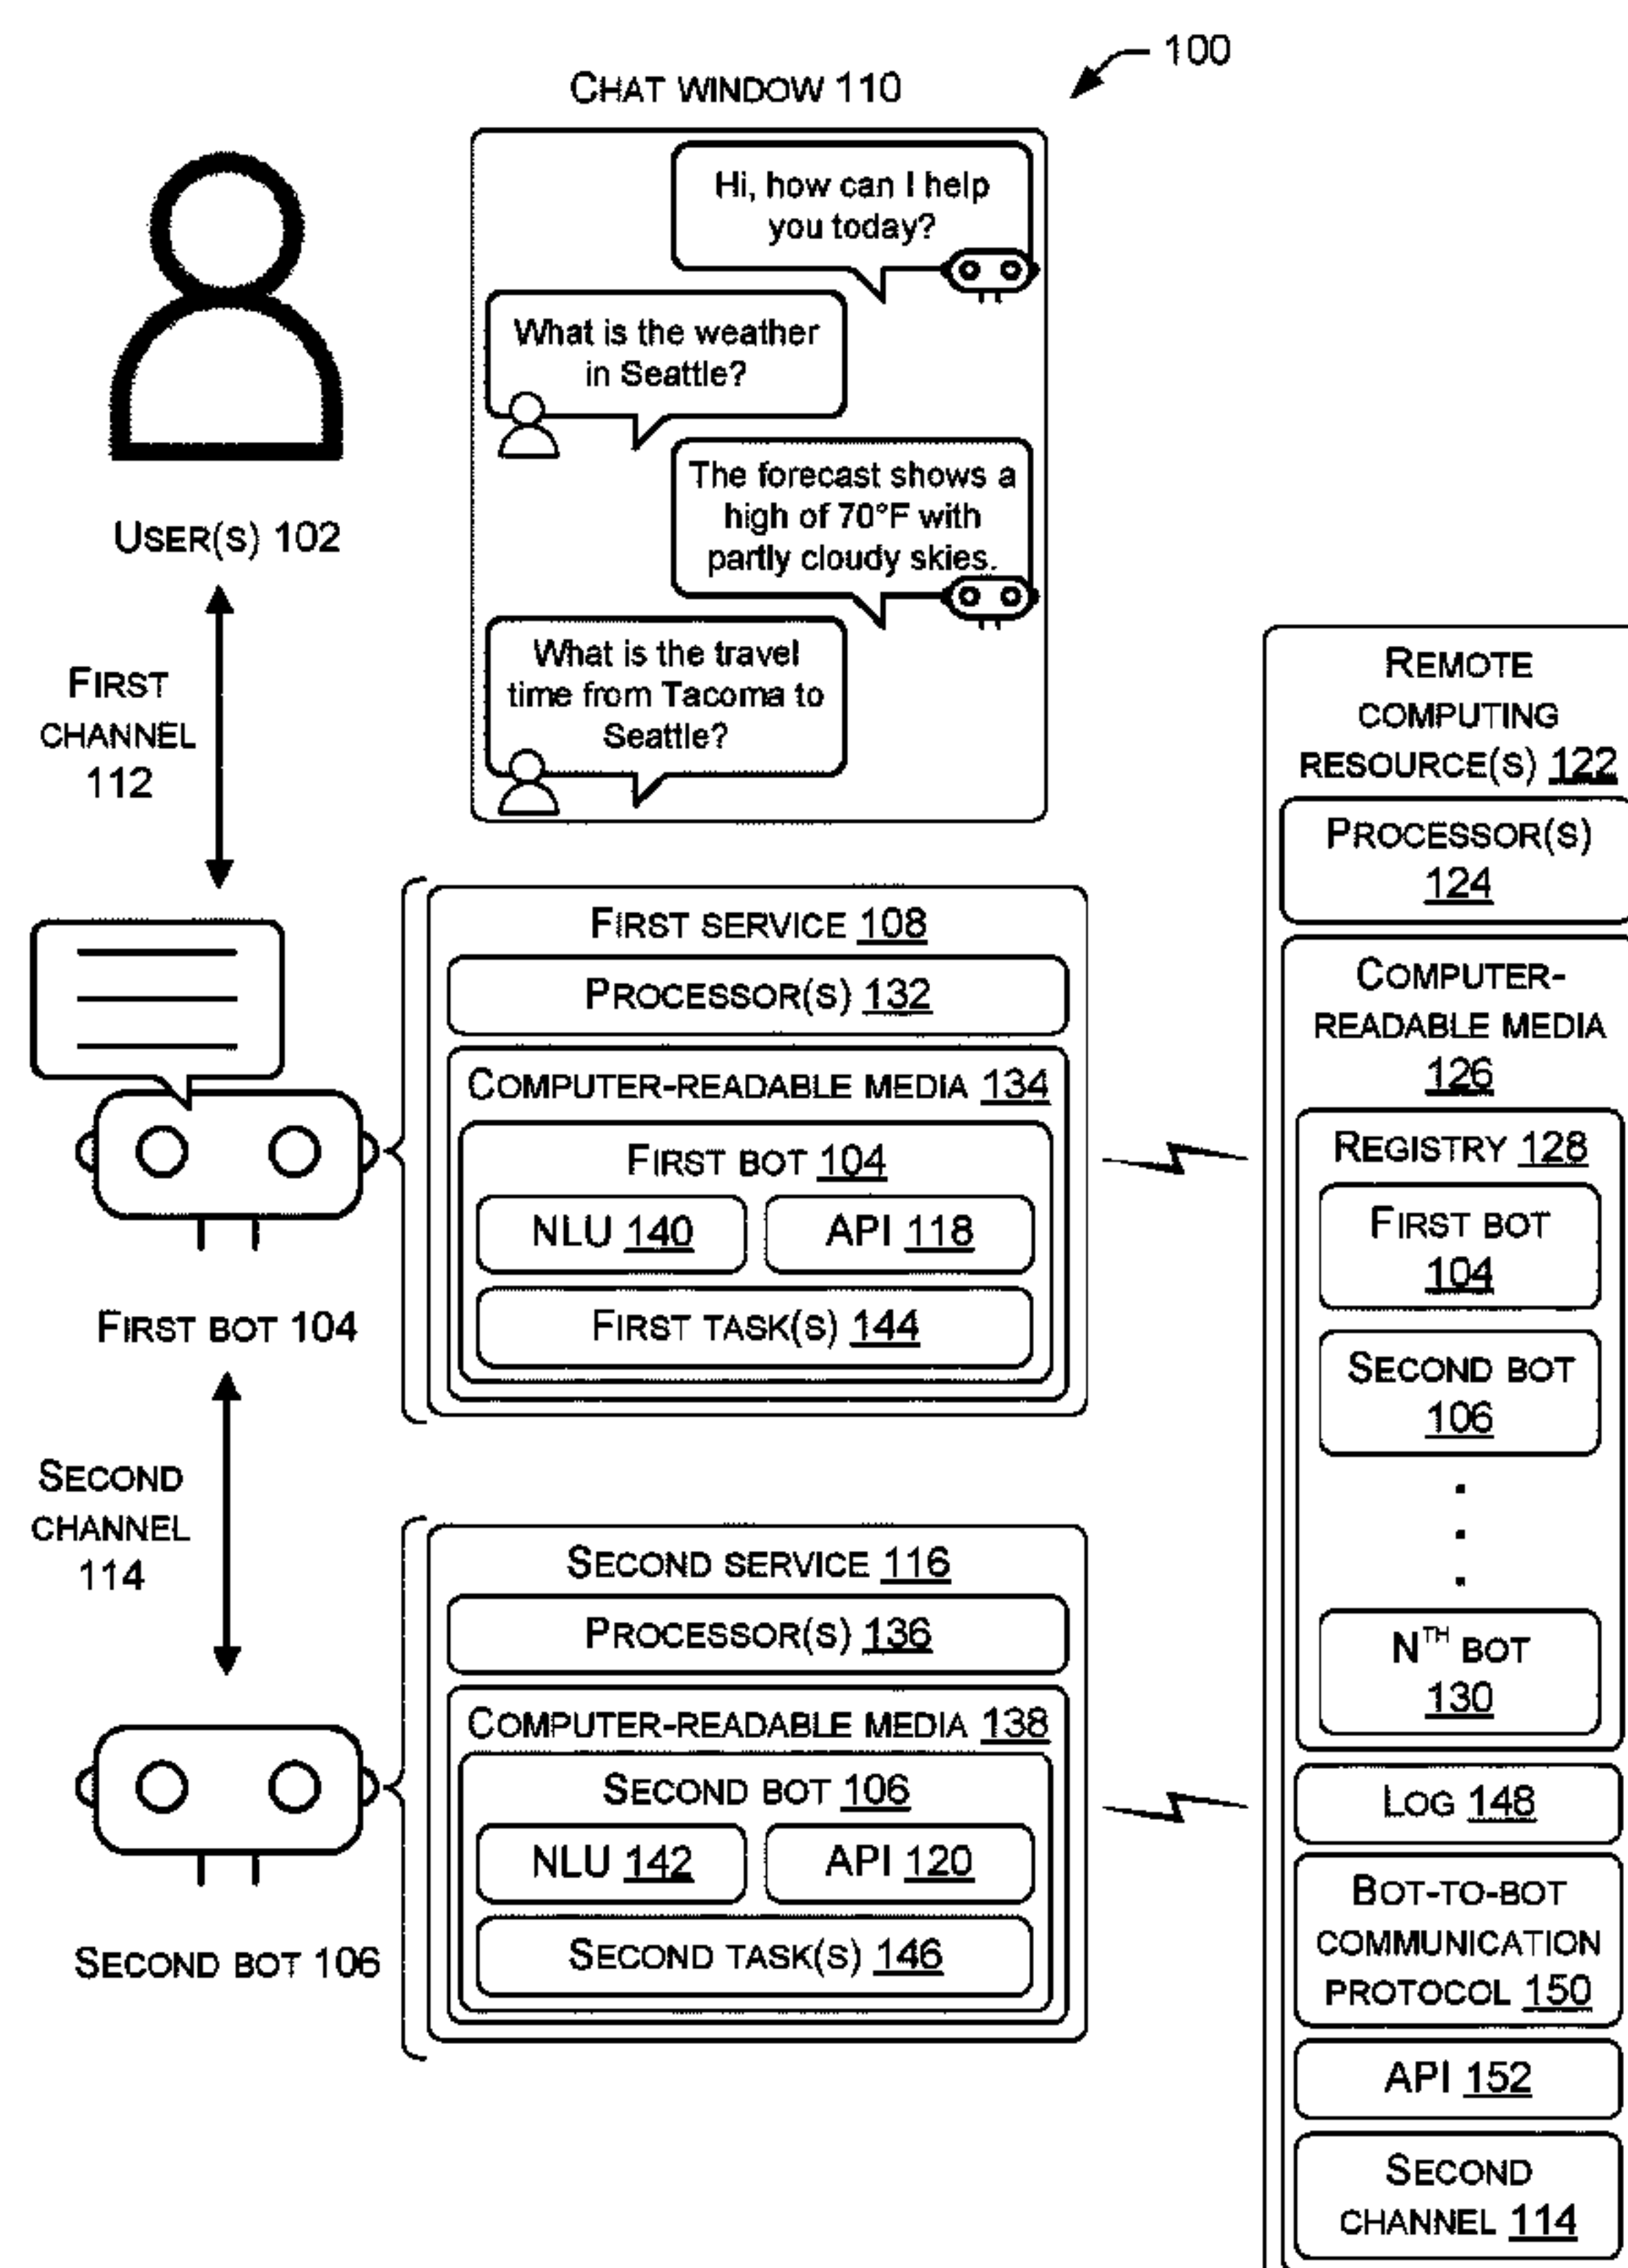 100
CHAT WINDOW 110
Hi, how can I help
you today?
What is the weather
in Seattle?
The forecast shows a
high of 70°F with
partly cloudy skies.
What is the travel
time from Tacoma to
Seattle?
USER(S) 102
FIRST
CHANNEL
112
FIRST BOT 104
SECOND
CHANNEL
114
SECOND BOT 106
FIRST SERVICE 108
PROCESSOR(S) 132
COMPUTER-READABLE MEDIA 134
FIRST BOT 104
NLU 140
API 118
FIRST TASK(S) 144
SECOND SERVICE 116
PROCESSOR(S) 136
COMPUTER-READABLE MEDIA 138
SECOND BOT 106
NLU 142
API 120
SECOND TASK(S) 146
REMOTE
COMPUTING
RESOURCE(S) 122
PROCESSOR(S)
124
COMPUTER-
READABLE MEDIA
126
REGISTRY 128
FIRST BOT
104
SECOND BOT
106
NTH BOT
130
LOG 148
BOT-TO-BOT
COMMUNICATION
PROTOCOL 150
API 152
SECOND
CHANNEL 114